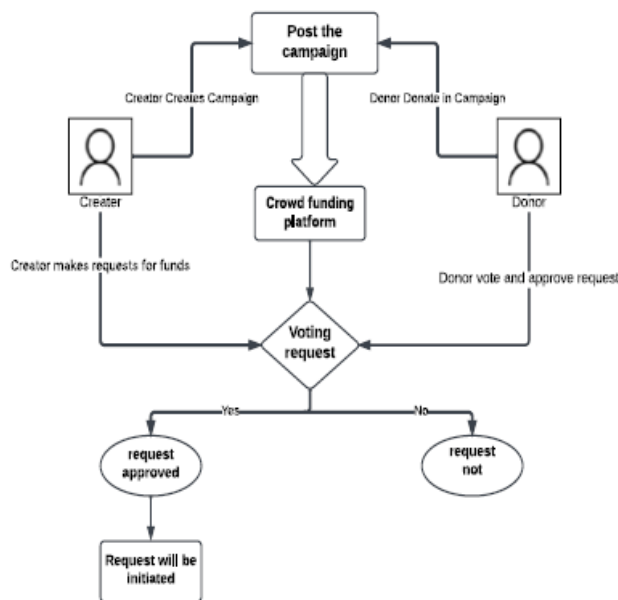 Post the
campaign
Creator Creates Campaign
Donor Donate in Campaign
Creater
Donor
Crowd funding
platform
Creator makes requests for funds
Donor vote and approve request
Voting
request
Yes
No
request
approved
request
not
Request will be
initiated